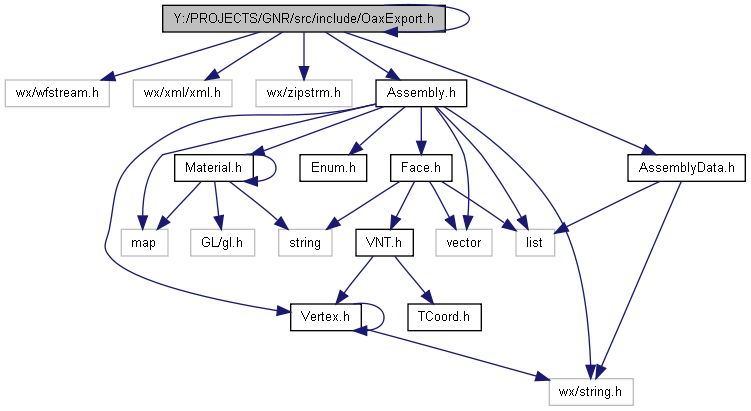 Y:/PROJECTS/GNR/src/include/OaxExport.h
wx/wfstream.h
wx/xml/xml.h
wx/zipstrm.h
Assembly.h
Material.h
Enum.h
Face.h
AssemblyData.h
map
GL/gl.h
string
VNT.h
vector
list
Vertex.h
TCoord.h
wx/string.h